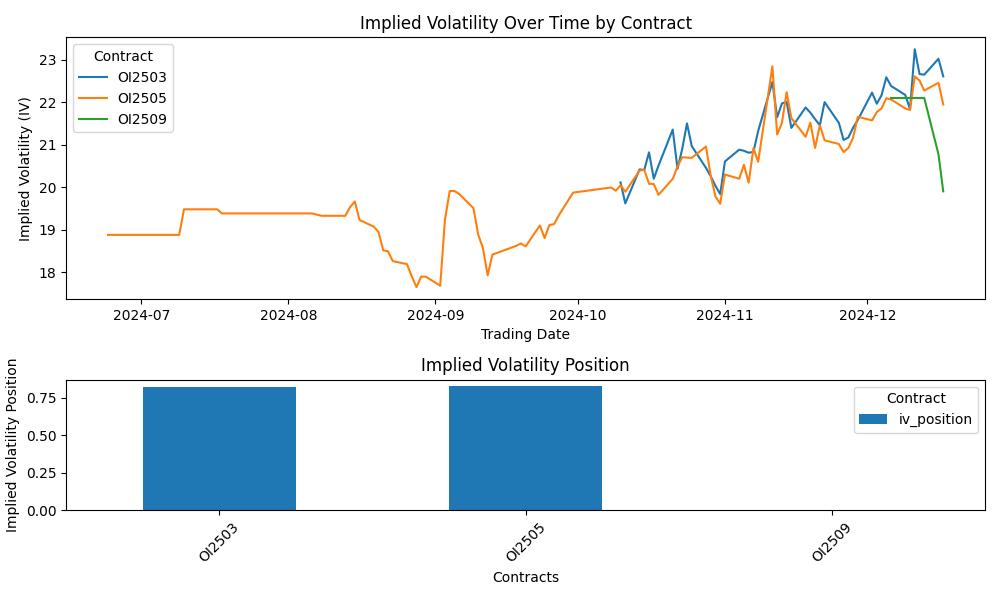 Implied Volatility Over Time by Contract
Contract
OI2503
OI2505
OI2509
Implied Volatility (IV)
23
22
21
20
19
18
2024-07
2024-08
2024-09
2024-10
2024-11
2024-12
Trading Date
Implied Volatility Position
Contract
iv_position
Implied Volatility Position
0.75
0.50
0.25
0.00
OI2503
OI2505
OI2509
Contracts